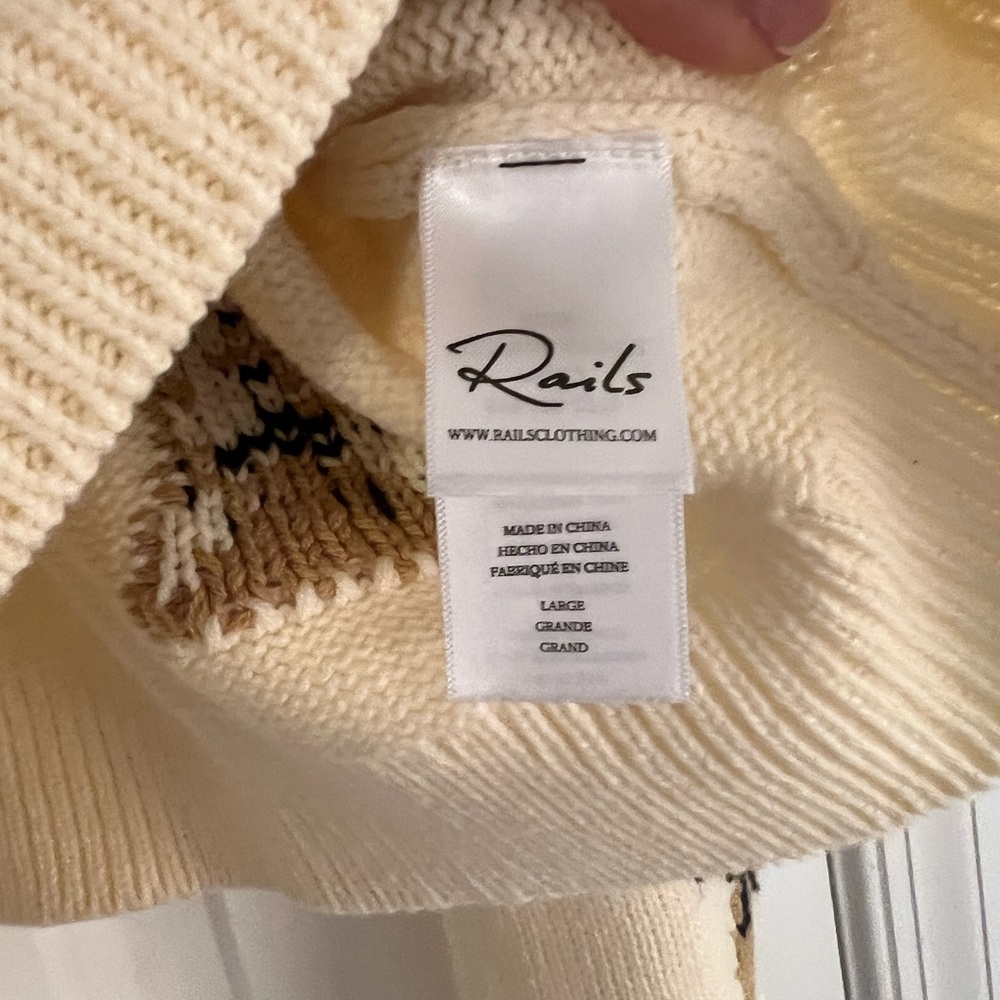 Rails
WWW.RAILSCLOTHING.COM
MADE IN CHINA
HECHO EN CHINA
FABRIQUÉ EN CHINE
LARGE
GRANDE
GRAND